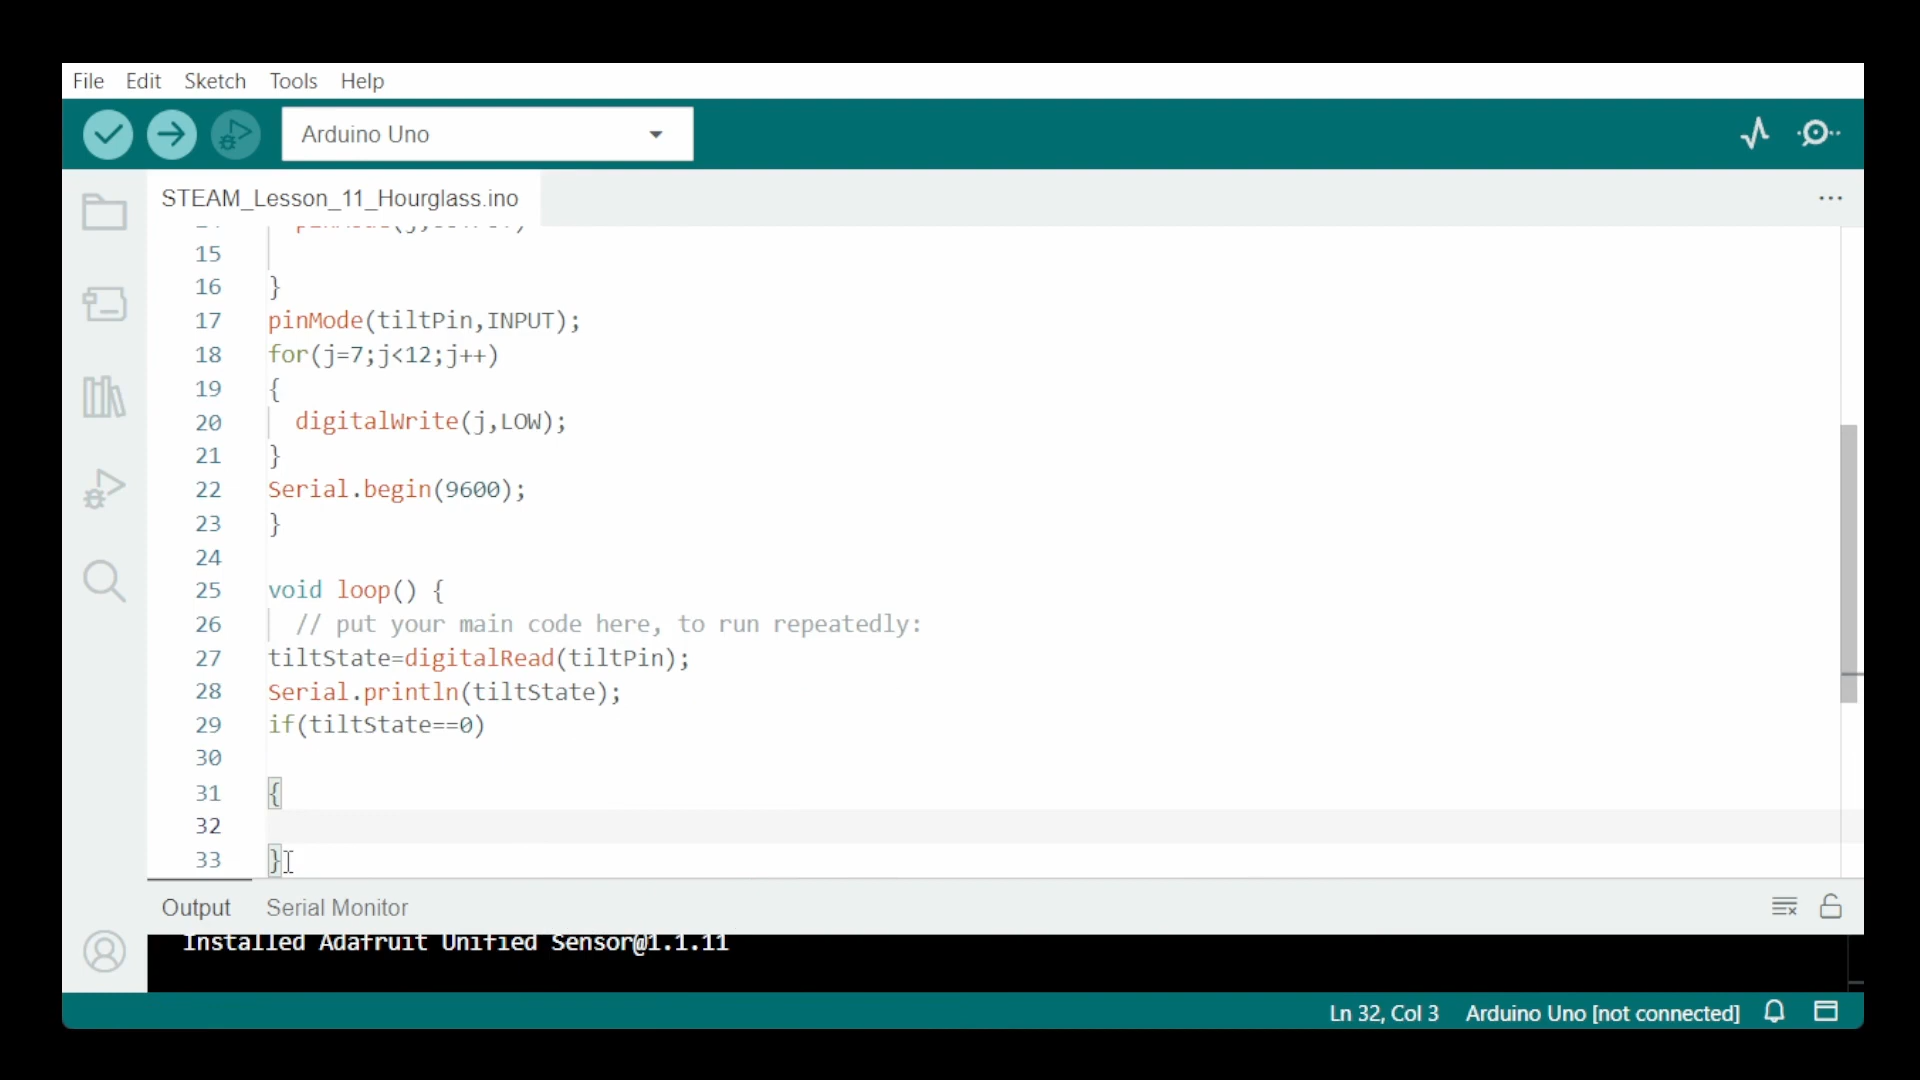 File Edit Sketch Tools Help
Arduino Uno
STEAM_Lesson_11_Hourglass.ino
15
16 }
17 pinMode(tiltPin,INPUT);
18 for(j=7;j<12;j++)
19 {
20 digitalWrite(j,LOW);
21 }
22 Serial.begin(9600);
23 }
24
25 void loop() {
26 // put your main code here, to run repeatedly:
27 tiltState=digitalRead(tiltPin);
28 Serial.println(tiltState);
29 if(tiltState==0)
30
31 {
32
33 }
Output Serial Monitor
Installed Adafruit Unified Sensor@1.1.11
Ln 32, Col 3 Arduino Uno [not connected]